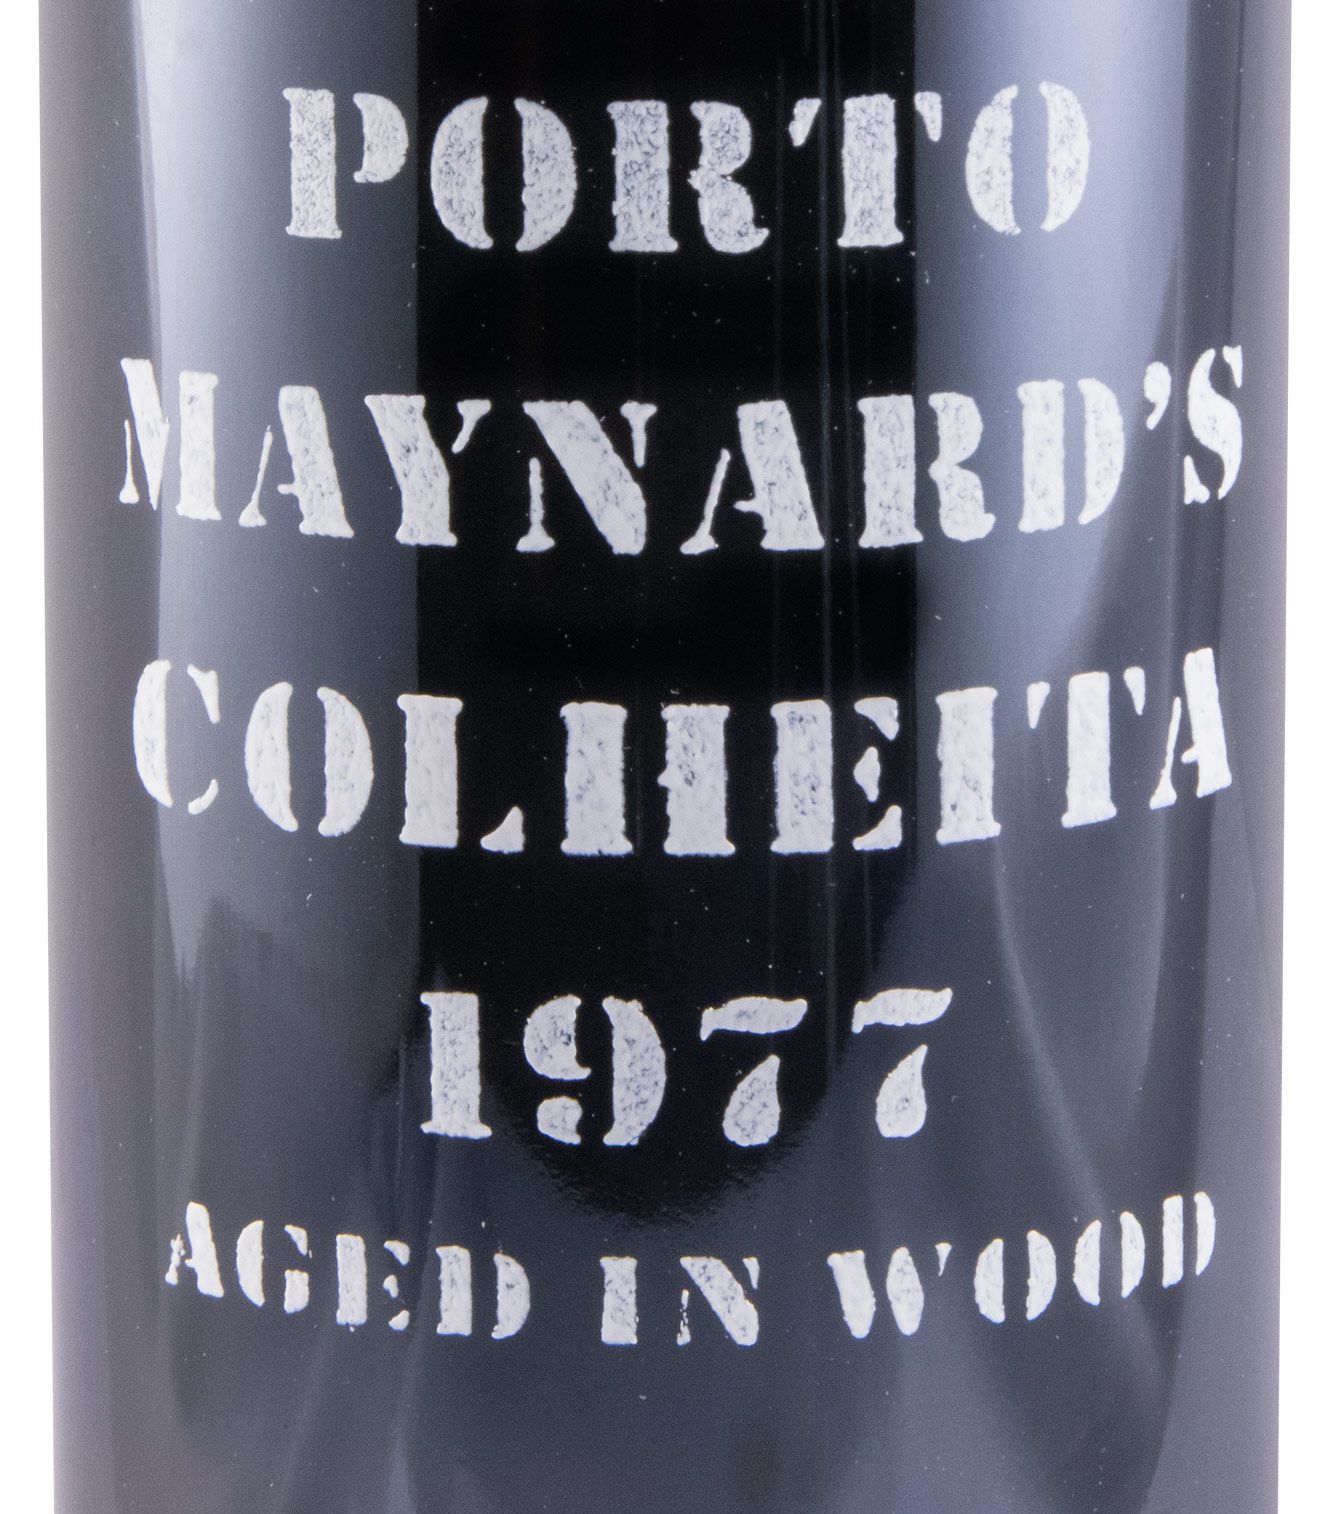 PORTO
MAYNARD'S
COLHEITA
1977
AGED IN WOOD